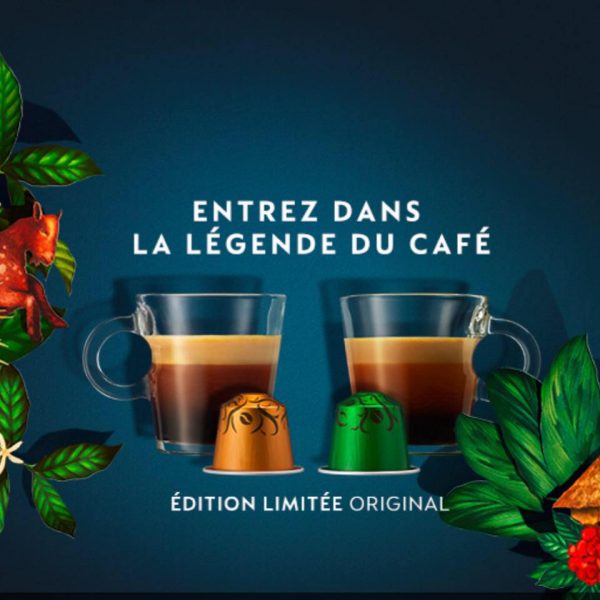 ENTREZ DANS
LA LÉGENDE DU CAFÉ
ÉDITION LIMITÉE ORIGINAL